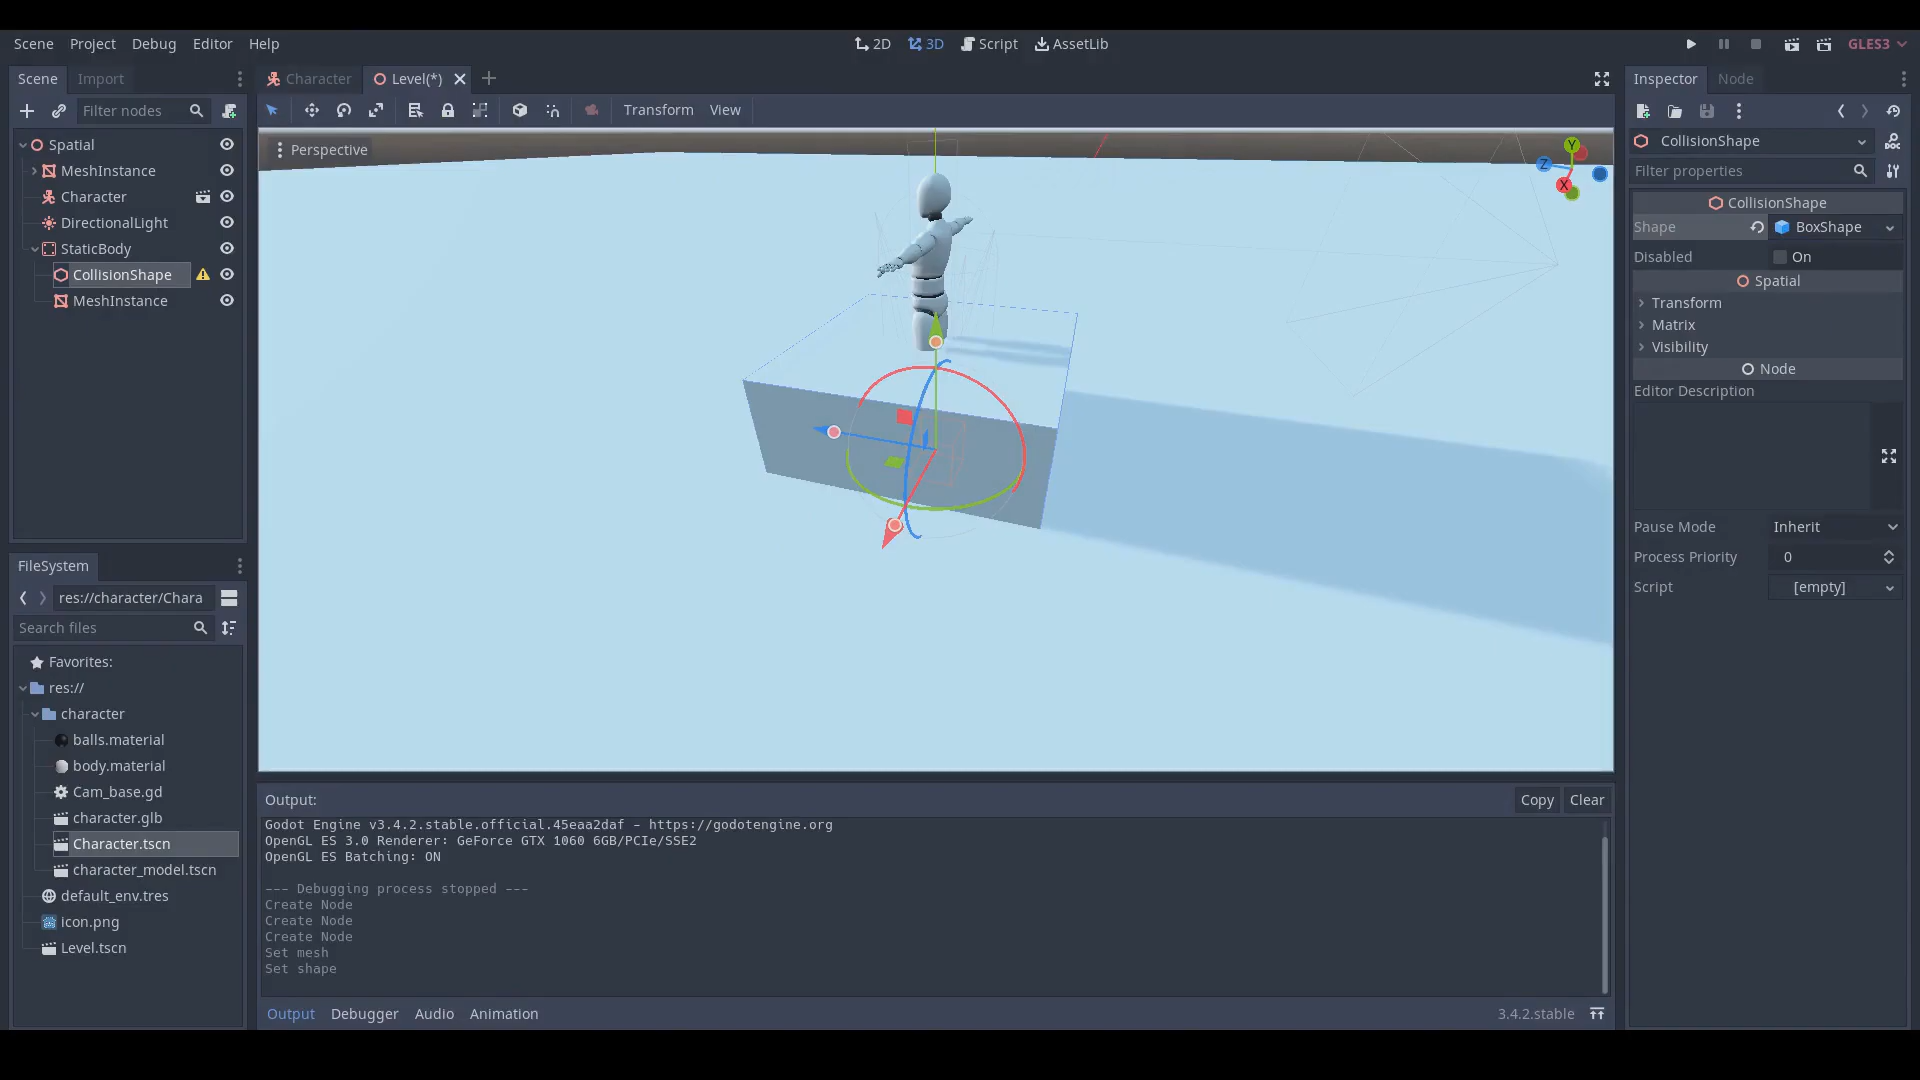 Scene Project Debug Editor Help
2D 3D Script AssetLib
GLES3
Scene Import
Filter nodes
Spatial
MeshInstance
Character
DirectionalLight
StaticBody
CollisionShape
MeshInstance
FileSystem
res://character/Chara
Search files
Favorites:
res://
character
balls.material
body.material
Cam_base.gd
character.glb
Character.tscn
character_model.tscn
default_env.tres
icon.png
Level.tscn
Character Level(*)
Transform View
Perspective
Y
Z
X
Output:
Copy Clear
Godot Engine v3.4.2.stable.official.45eaa2daf - https://godotengine.org
OpenGL ES 3.0 Renderer: GeForce GTX 1060 6GB/PCIe/SSE2
OpenGL ES Batching: ON
--- Debugging process stopped ---
Create Node
Create Node
Create Node
Set mesh
Set shape
Output Debugger Audio Animation
3.4.2.stable
Inspector Node
CollisionShape
Filter properties
CollisionShape
Shape BoxShape
Disabled On
Spatial
Transform
Matrix
Visibility
Node
Editor Description
Pause Mode Inherit
Process Priority 0
Script [empty]